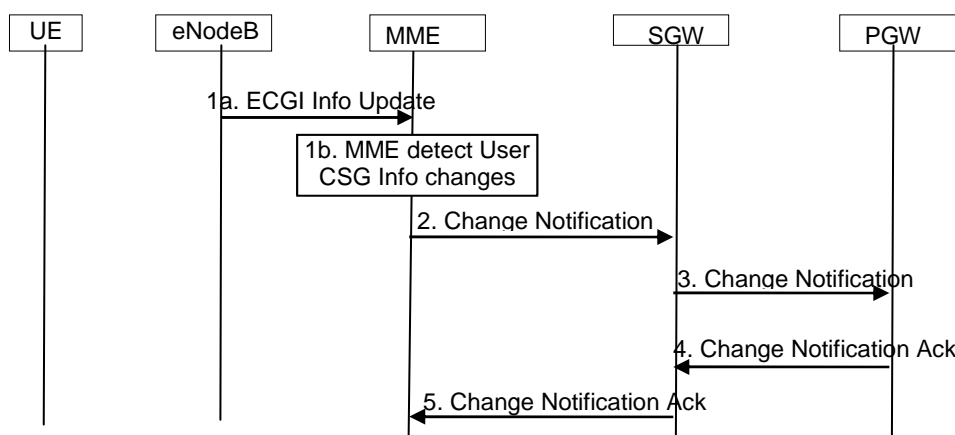 UE
eNodeB
MME
SGW
PGW
1a. ECGI Info Update
1b. MME detect User
CSG Info changes
2. Change Notification
3. Change Notification
4. Change Notification Ack
5. Change Notification Ack